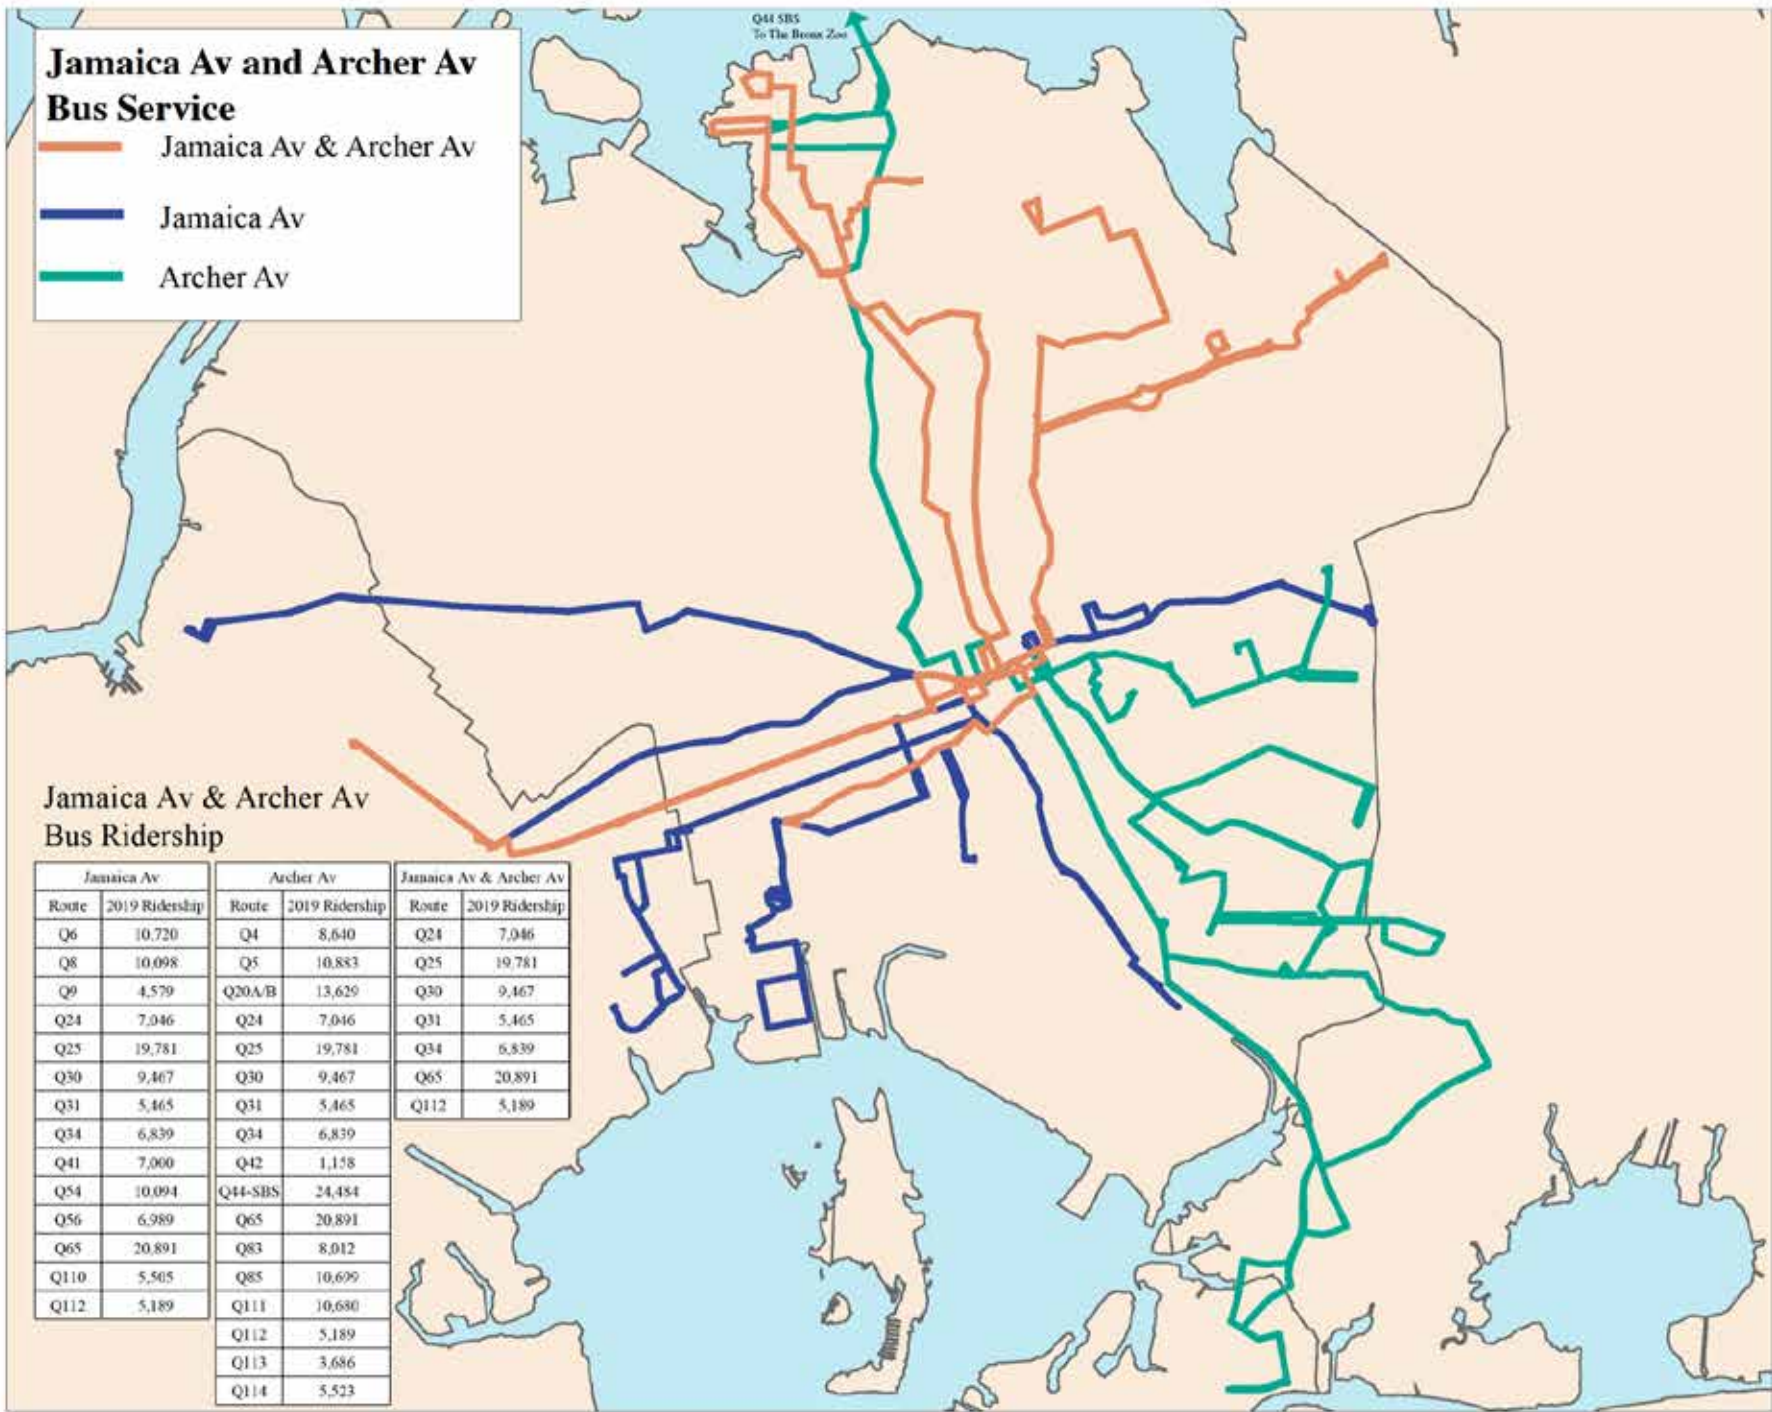 Q44 SBS
To The Bronx Zoo
Jamaica Av and Archer Av
Bus Service
Jamaica Av & Archer Av
Jamaica Av
Archer Av
Jamaica Av & Archer Av
Bus Ridership
Jamaica Av
Route 2019 Ridership
Q6 10,720
Q8 10,098
Q9 4,579
Q24 7,046
Q25 19,781
Q30 9,467
Q31 5,465
Q34 6,839
Q41 7,000
Q54 10,094
Q56 6,989
Q65 20,891
Q110 5,505
Q112 5,189
Archer Av
Route 2019 Ridership
Q4 8,640
Q5 10,883
Q20A/B 13,629
Q24 7,046
Q25 19,781
Q30 9,467
Q31 5,465
Q34 6,839
Q42 1,158
Q44-SBS 24,484
Q65 20,891
Q83 8,012
Q85 10,699
Q111 10,680
Q112 5,189
Q113 3,686
Q114 5,523
Jamaica Av & Archer Av
Route 2019 Ridership
Q24 7,046
Q25 19,781
Q30 9,467
Q31 5,465
Q34 6,839
Q65 20,891
Q112 5,189